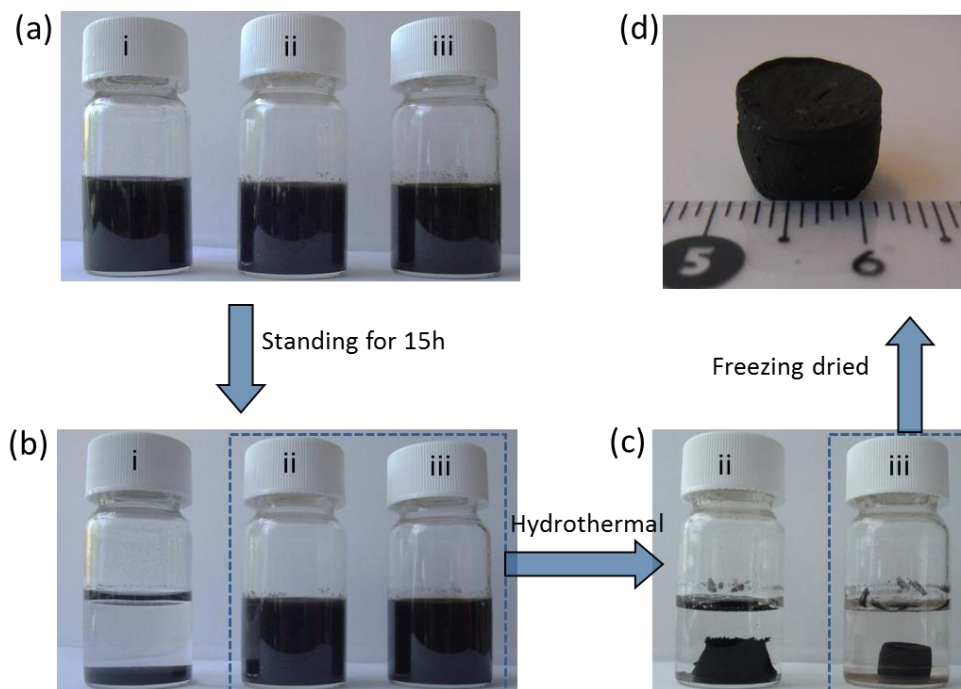 (a)
i
ii
iii
(d)
5
6
Standing for 15h
Freezing dried
(b)
i
ii
iii
(c)
ii
iii
Hydrothermal